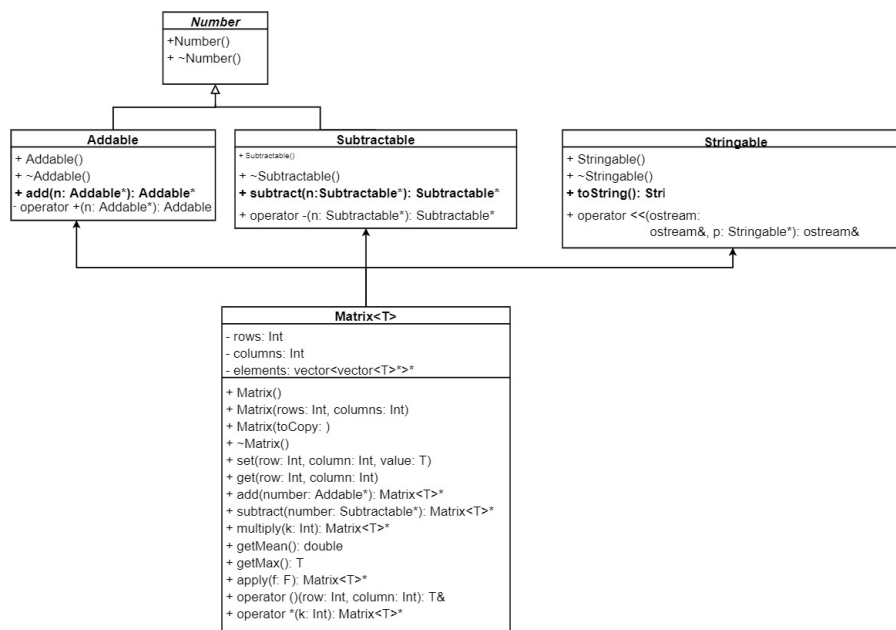 Number
+Number()
+ ~Number()
Addable
+ Addable()
+ ~Addable()
+ add(n: Addable*): Addable*
- operator +(n: Addable*): Addable
Subtractable
+ Subtractable()
+ ~Subtractable()
+ subtract(n:Subtractable*): Subtractable*
+ operator -(n: Subtractable*): Subtractable*
Stringable
+ Stringable()
+ ~Stringable()
+ toString(): Stri
+ operator <<(ostream:
ostream&, p: Stringable*): ostream&
Matrix<T>
- rows: Int
- columns: Int
- elements: vector<vector<T>*>*
+ Matrix()
+ Matrix(rows: Int, columns: Int)
+ Matrix(toCopy: )
+ ~Matrix()
+ set(row: Int, column: Int, value: T)
+ get(row: Int, column: Int)
+ add(number: Addable*): Matrix<T>*
+ subtract(number: Subtractable*): Matrix<T>*
+ multiply(k: Int): Matrix<T>*
+ getMean(): double
+ getMax(): T
+ apply(f: F): Matrix<T>*
+ operator ()(row: Int, column: Int): T&
+ operator *(k: Int): Matrix<T>*